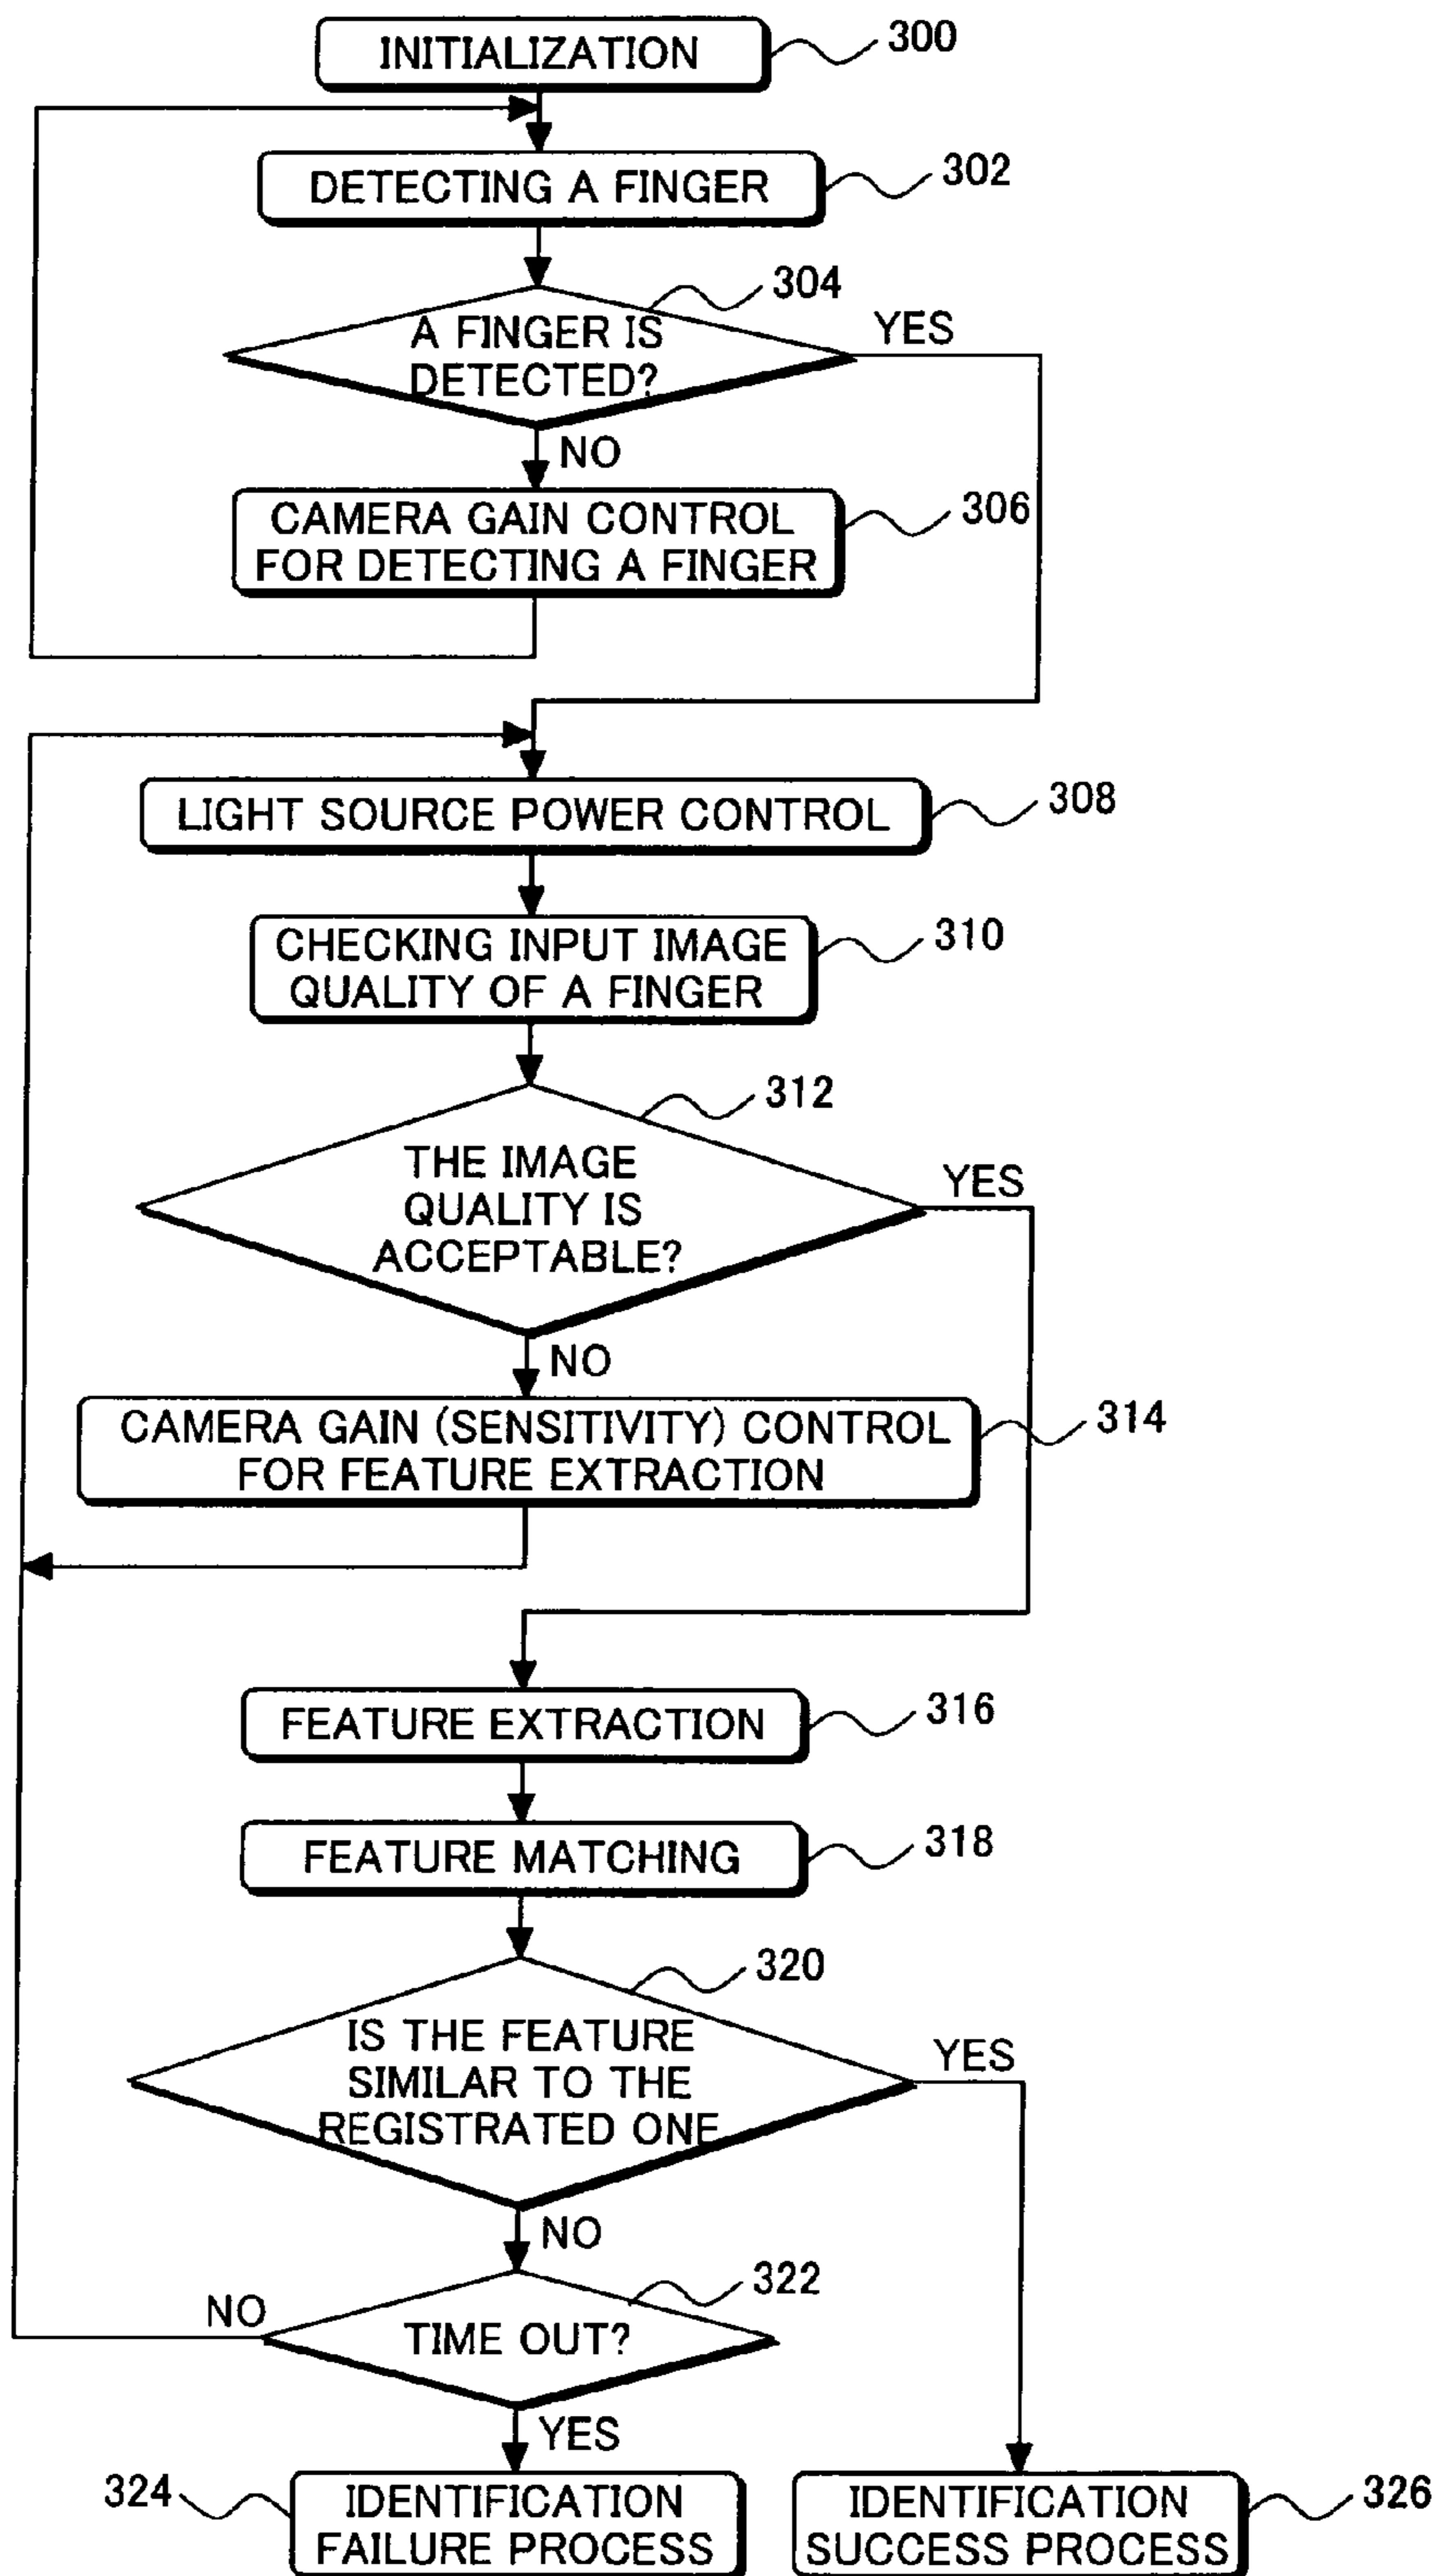 INITIALIZATION
300
DETECTING A FINGER
302
304
A FINGER IS
DETECTED?
YES
NO
CAMERA GAIN CONTROL
FOR DETECTING A FINGER
306
LIGHT SOURCE POWER CONTROL
308
CHECKING INPUT IMAGE
QUALITY OF A FINGER
310
312
THE IMAGE
QUALITY IS
ACCEPTABLE?
YES
NO
CAMERA GAIN (SENSITIVITY) CONTROL
FOR FEATURE EXTRACTION
314
FEATURE EXTRACTION
316
FEATURE MATCHING
318
320
IS THE FEATURE
SIMILAR TO THE
REGISTRATED ONE
YES
NO
322
NO
TIME OUT?
YES
324
IDENTIFICATION
FAILURE PROCESS
IDENTIFICATION
SUCCESS PROCESS
326